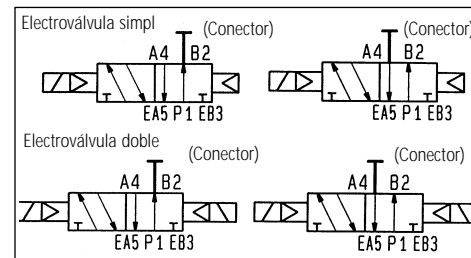 Electroválvula simpl
(Conector)
(Conector)
A4 B2
A4 B2
EA5 P1 EB3
EA5 P1 EB3
Electroválvula doble
(Conector)
(Conector)
A4 B2
A4 B2
EA5 P1 EB3
EA5 P1 EB3